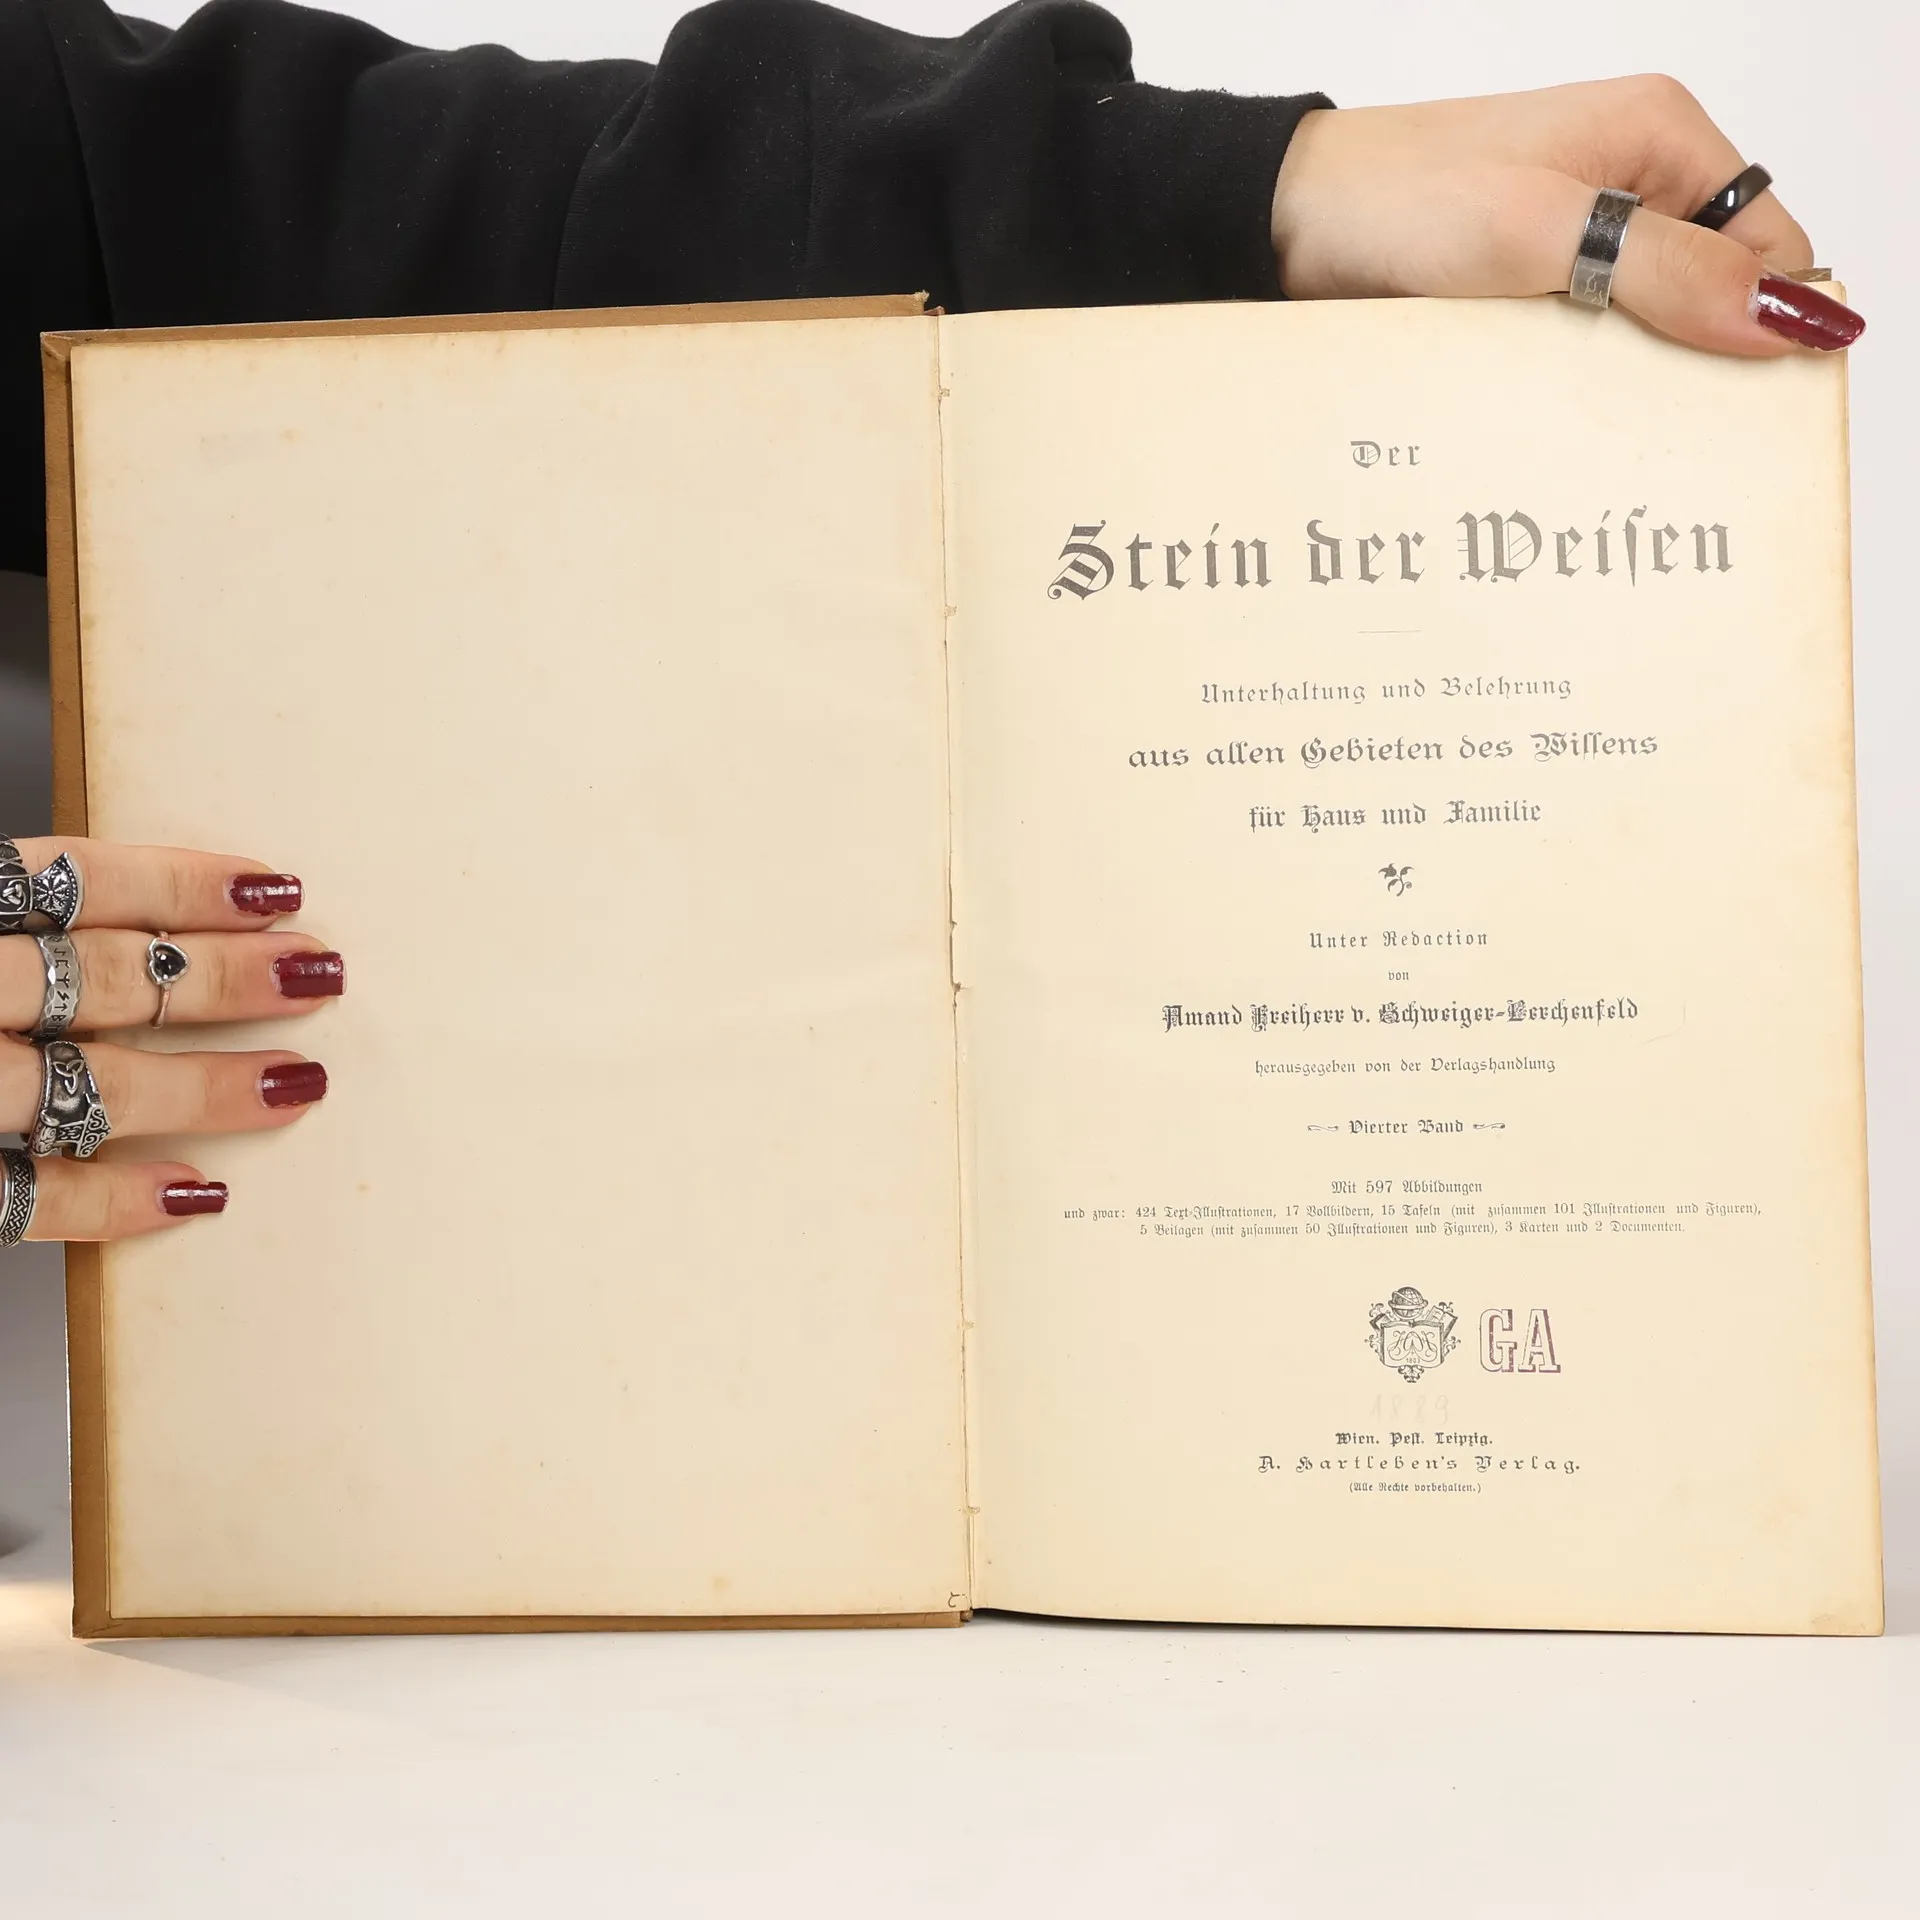 Der
Stein der Weiſen
Unterhaltung und Belehrung
aus allen Gebieten des Wiſſens
für Haus und Familie
Unter Redaction
von
Amand Freiherr v. Schweiger-Lerchenfeld
herausgegeben von der Verlagshandlung
Vierter Band
Mit 597 Abbildungen
und zwar: 424 Text-Illuſtrationen, 17 Vollbildern, 15 Tafeln (mit zuſammen 101 Illuſtrationen und Figuren),
5 Beilagen (mit zuſammen 50 Illuſtrationen und Figuren), 3 Karten und 2 Documenten.
1803
GA
1889
Wien. Peſt. Leipzig.
A. Hartleben's Verlag.
(Alle Rechte vorbehalten.)